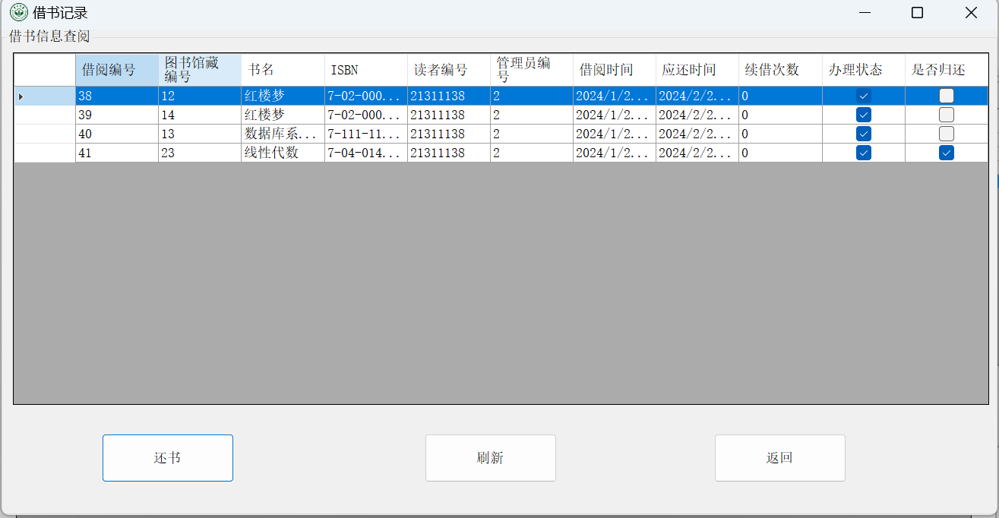 借书记录
借书信息查阅
借阅编号 图书馆藏编号 书名 ISBN 读者编号 管理员编号 借阅时间 应还时间 续借次数 办理状态 是否归还
38 12 红楼梦 7-02-000... 21311138 2 2024/1/2... 2024/2/2... 0
39 14 红楼梦 7-02-000... 21311138 2 2024/1/2... 2024/2/2... 0
40 13 数据库系... 7-111-11... 21311138 2 2024/1/2... 2024/2/2... 0
41 23 线性代数 7-04-014... 21311138 2 2024/1/2... 2024/2/2... 0
还书 刷新 返回